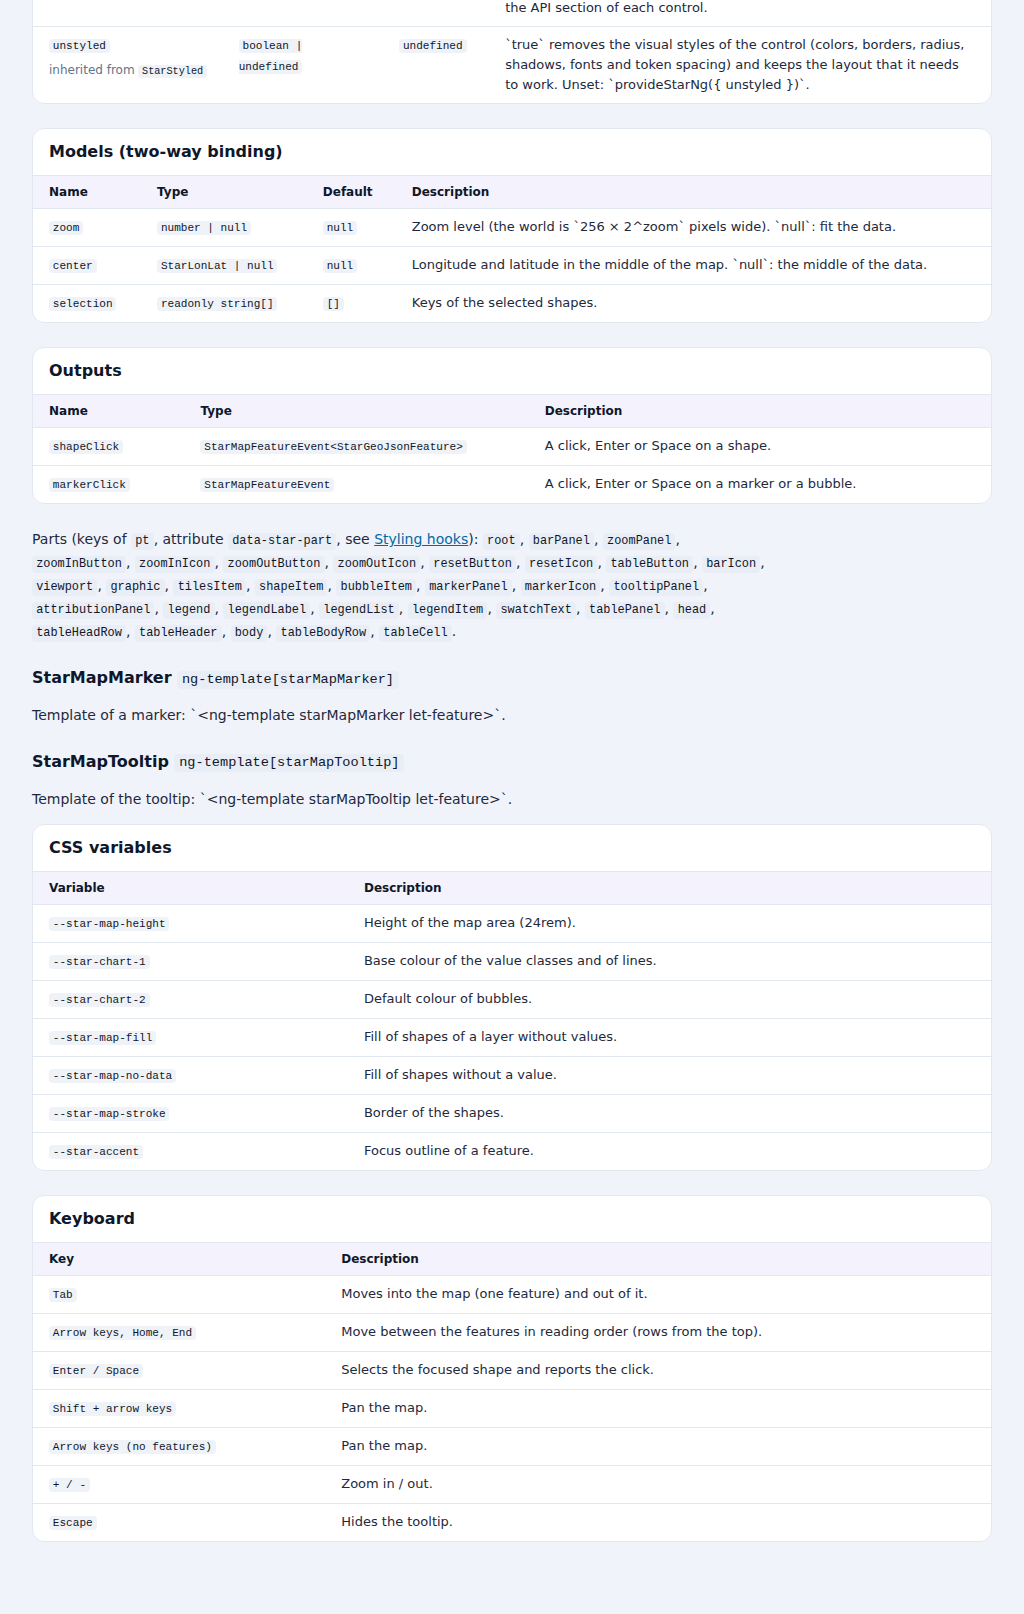 the API section of each control.
unstyled boolean | undefined `true` removes the visual styles of the control (colors, borders, radius,
inherited from StarStyled undefined shadows, fonts and token spacing) and keeps the layout that it needs
to work. Unset: `provideStarNg({ unstyled })`.
Models (two-way binding)
Name Type Default Description
zoom number | null null Zoom level (the world is `256 × 2^zoom` pixels wide). `null`: fit the data.
center StarLonLat | null null Longitude and latitude in the middle of the map. `null`: the middle of the data.
selection readonly string[] [] Keys of the selected shapes.
Outputs
Name Type Description
shapeClick StarMapFeatureEvent<StarGeoJsonFeature> A click, Enter or Space on a shape.
markerClick StarMapFeatureEvent A click, Enter or Space on a marker or a bubble.
Parts (keys of pt, attribute data-star-part, see Styling hooks): root, barPanel, zoomPanel,
zoomInButton, zoomInIcon, zoomOutButton, zoomOutIcon, resetButton, resetIcon, tableButton, barIcon,
viewport, graphic, tilesItem, shapeItem, bubbleItem, markerPanel, markerIcon, tooltipPanel,
attributionPanel, legend, legendLabel, legendList, legendItem, swatchText, tablePanel, head,
tableHeadRow, tableHeader, body, tableBodyRow, tableCell.
StarMapMarker ng-template[starMapMarker]
Template of a marker: `<ng-template starMapMarker let-feature>`.
StarMapTooltip ng-template[starMapTooltip]
Template of the tooltip: `<ng-template starMapTooltip let-feature>`.
CSS variables
Variable Description
--star-map-height Height of the map area (24rem).
--star-chart-1 Base colour of the value classes and of lines.
--star-chart-2 Default colour of bubbles.
--star-map-fill Fill of shapes of a layer without values.
--star-map-no-data Fill of shapes without a value.
--star-map-stroke Border of the shapes.
--star-accent Focus outline of a feature.
Keyboard
Key Description
Tab Moves into the map (one feature) and out of it.
Arrow keys, Home, End Move between the features in reading order (rows from the top).
Enter / Space Selects the focused shape and reports the click.
Shift + arrow keys Pan the map.
Arrow keys (no features) Pan the map.
+ / - Zoom in / out.
Escape Hides the tooltip.